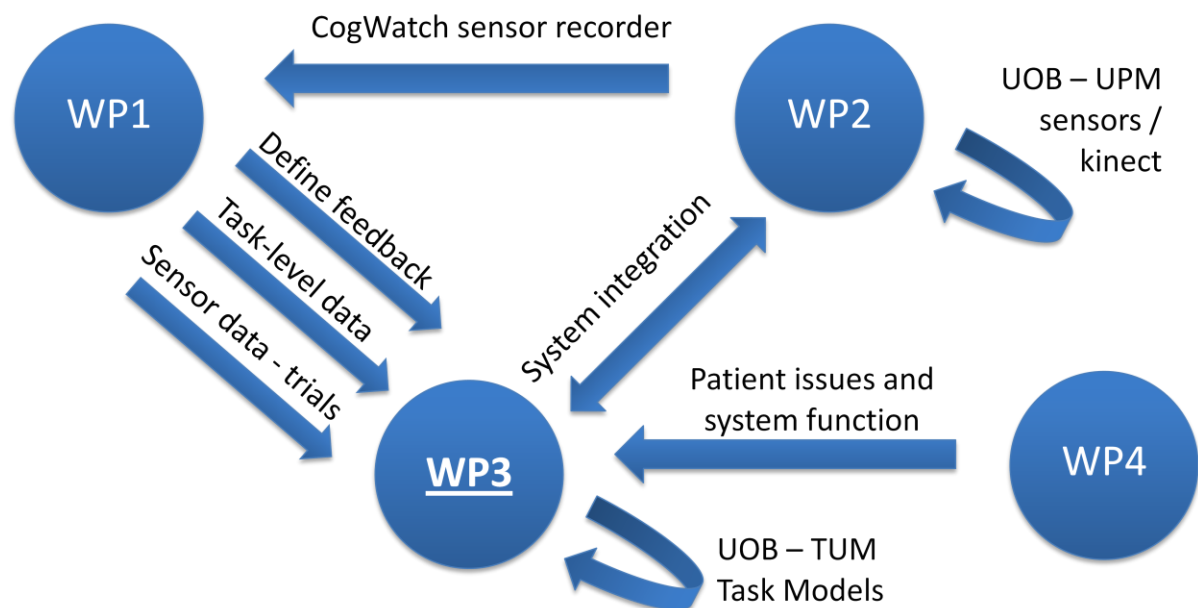 CogWatch sensor recorder
WP1
WP2
UOB – UPM
sensors /
kinect
Define feedback
Task-level data
Sensor data - trials
System integration
Patient issues and
system function
WP3
WP4
UOB – TUM
Task Models